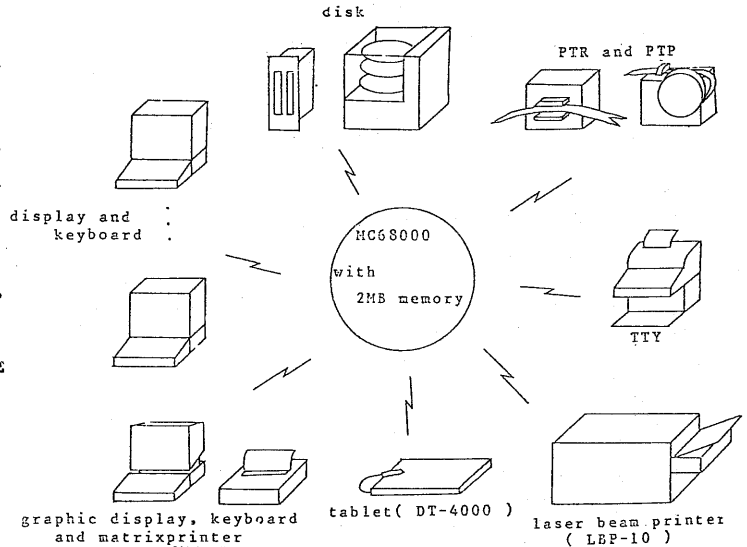 disk
PTR and PTP
display and
keyboard
MC68000
with
2MB memory
TTY
graphic display, keyboard
and matrixprinter
tablet( DT-4000 )
laser beam printer
( LBP-10 )